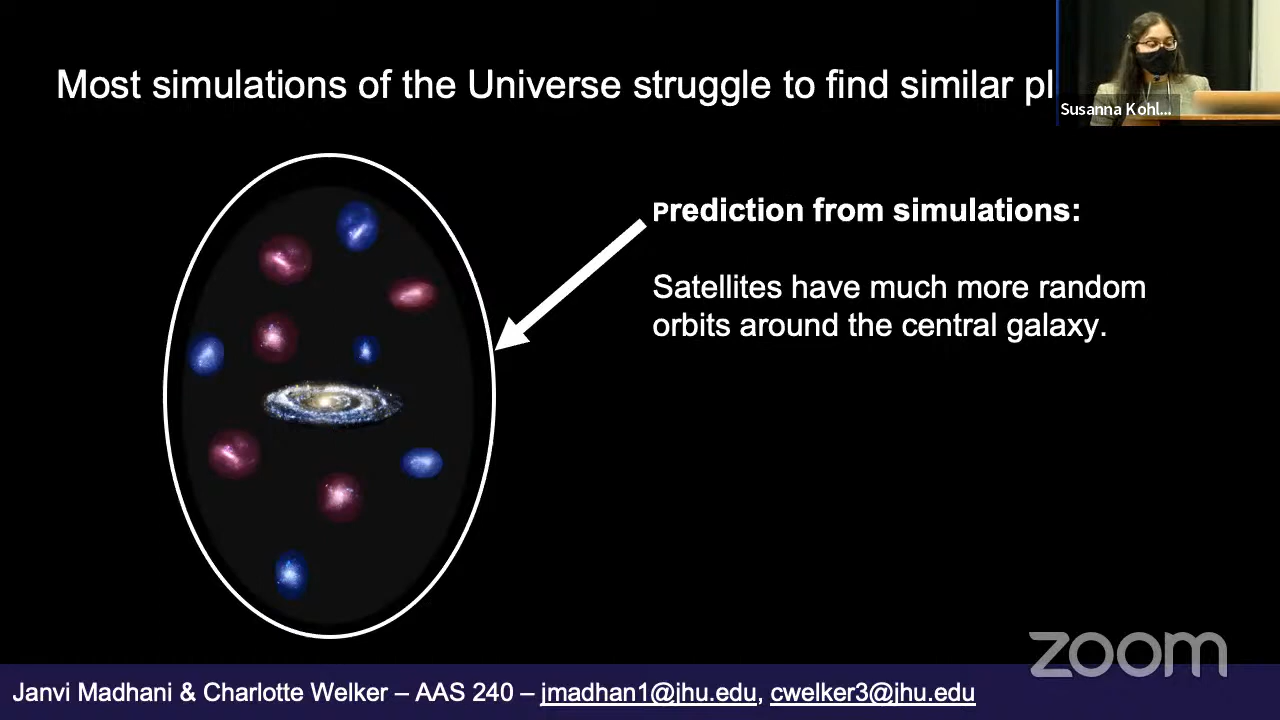 Most simulations of the Universe struggle to find similar pl
Susanna Kohl...
Prediction from simulations:
Satellites have much more random
orbits around the central galaxy.
zoom
Janvi Madhani & Charlotte Welker – AAS 240 – jmadhan1@jhu.edu, cwelker3@jhu.edu